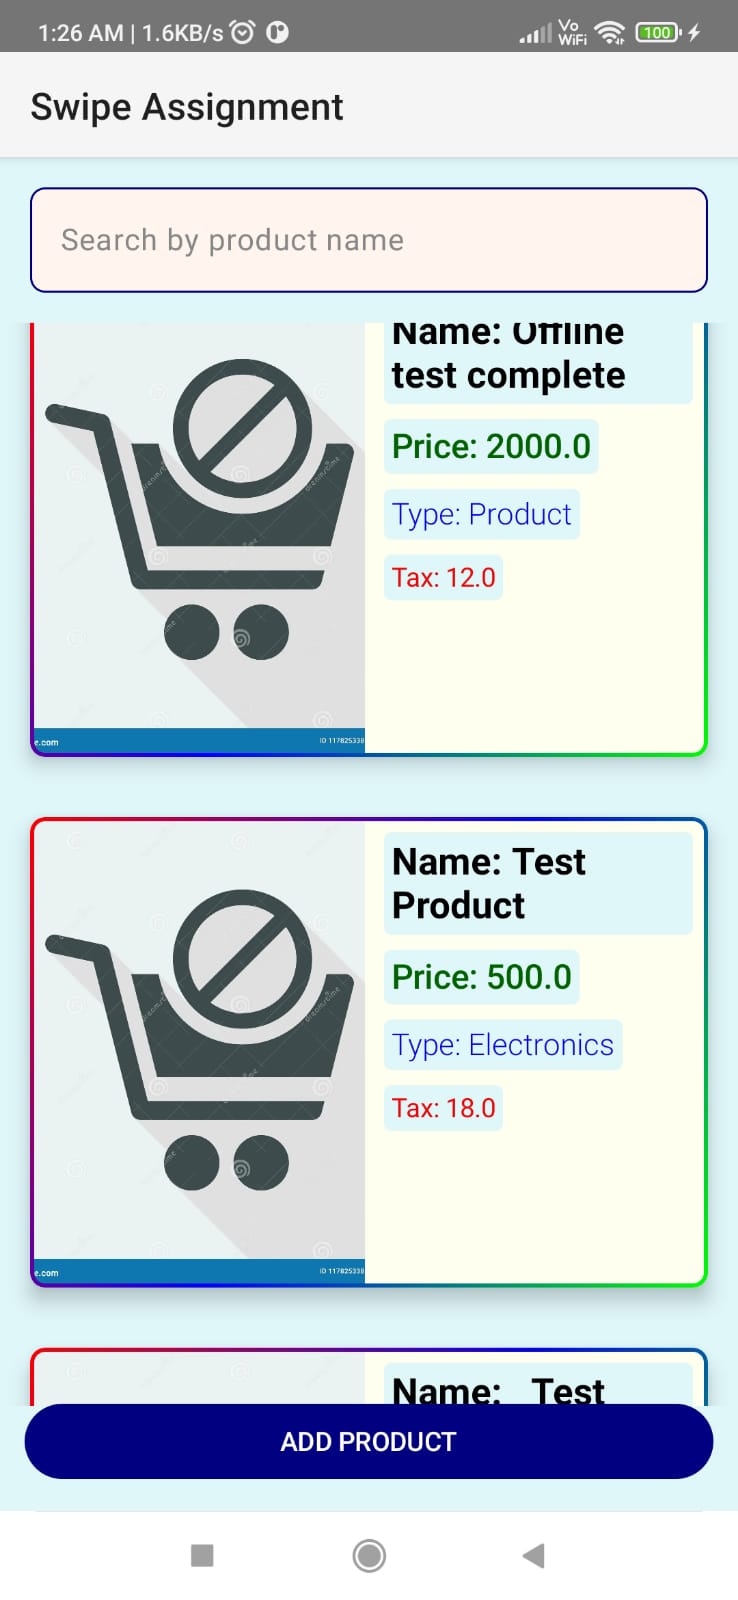 1:26 AM | 1.6KB/s
Vo
WiFi
100
Swipe Assignment
Search by product name
Name: Offline
test complete
Price: 2000.0
Type: Product
Tax: 12.0
e.com
ID 117825338
Name: Test
Product
Price: 500.0
Type: Electronics
Tax: 18.0
e.com
ID 117825338
Name: Test
ADD PRODUCT